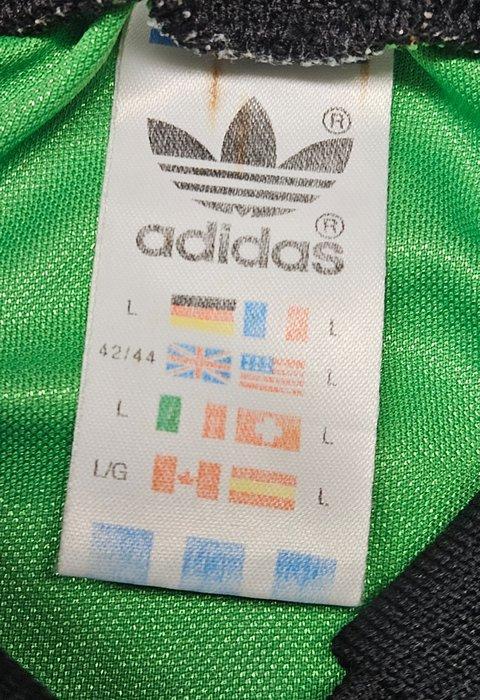 ®
adidas®
L L
42/44 L
L L
L/G L